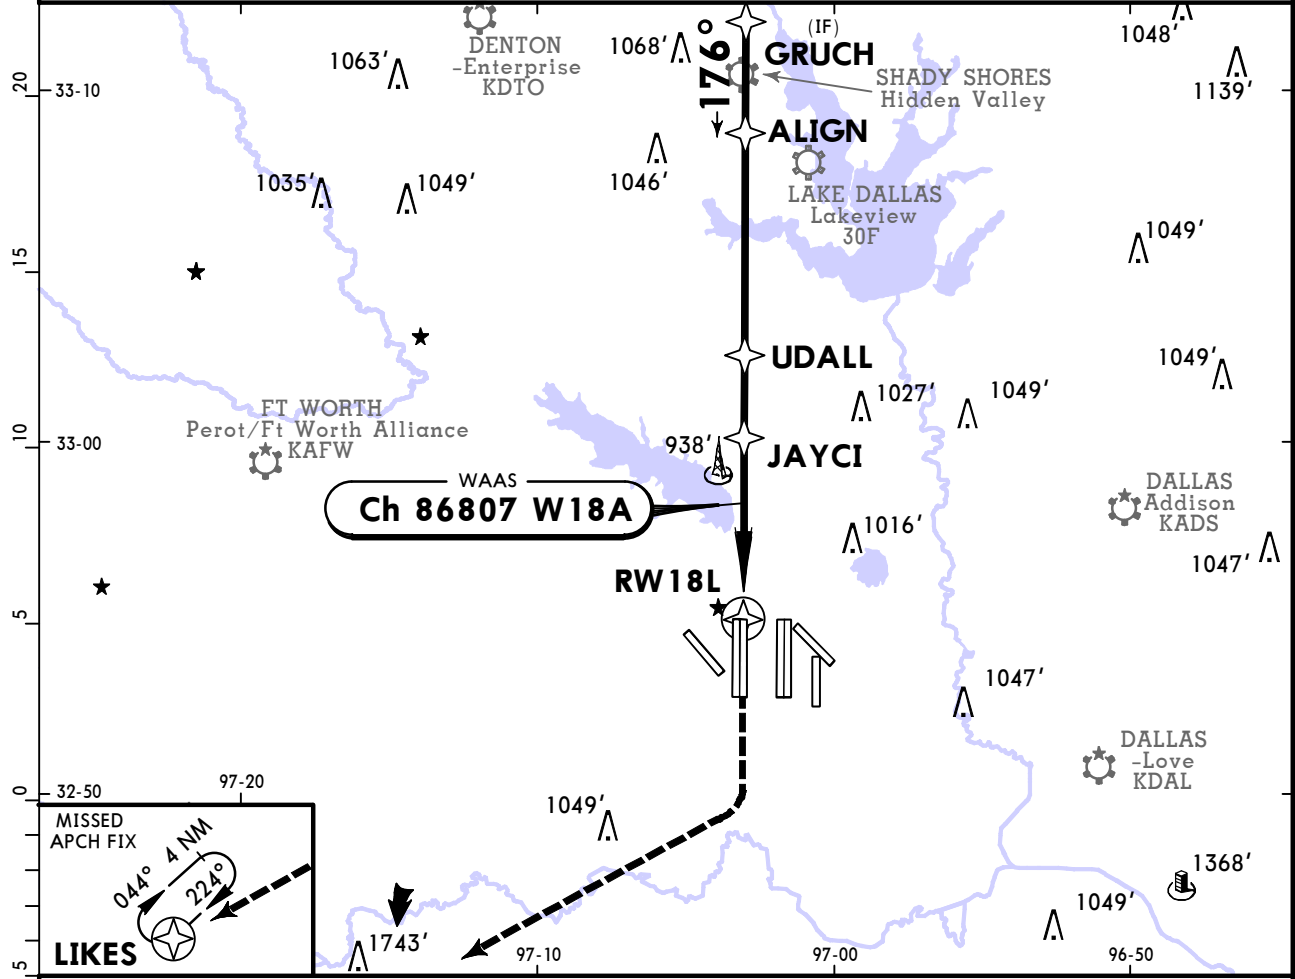 1048'
(IF)
GRUCH
DENTON
-Enterprise
KDTO
1063'
1068'
176°
SHADY SHORES
Hidden Valley
1139'
20
33-10
ALIGN
1035'
1049'
1046'
LAKE DALLAS
Lakeview
30F
1049'
15
UDALL
1049'
1027'
1049'
FT WORTH
Perot/Ft Worth Alliance
KAFW
10
33-00
938'
JAYCI
WAAS
Ch 86807 W18A
DALLAS
Addison
KADS
1016'
1047'
RW18L
5
1047'
DALLAS
-Love
KDAL
0
32-50
97-20
MISSED
APCH FIX
044°
4 NM
224°
LIKES
1049'
1368'
1049'
1743'
97-10
97-00
96-50
5